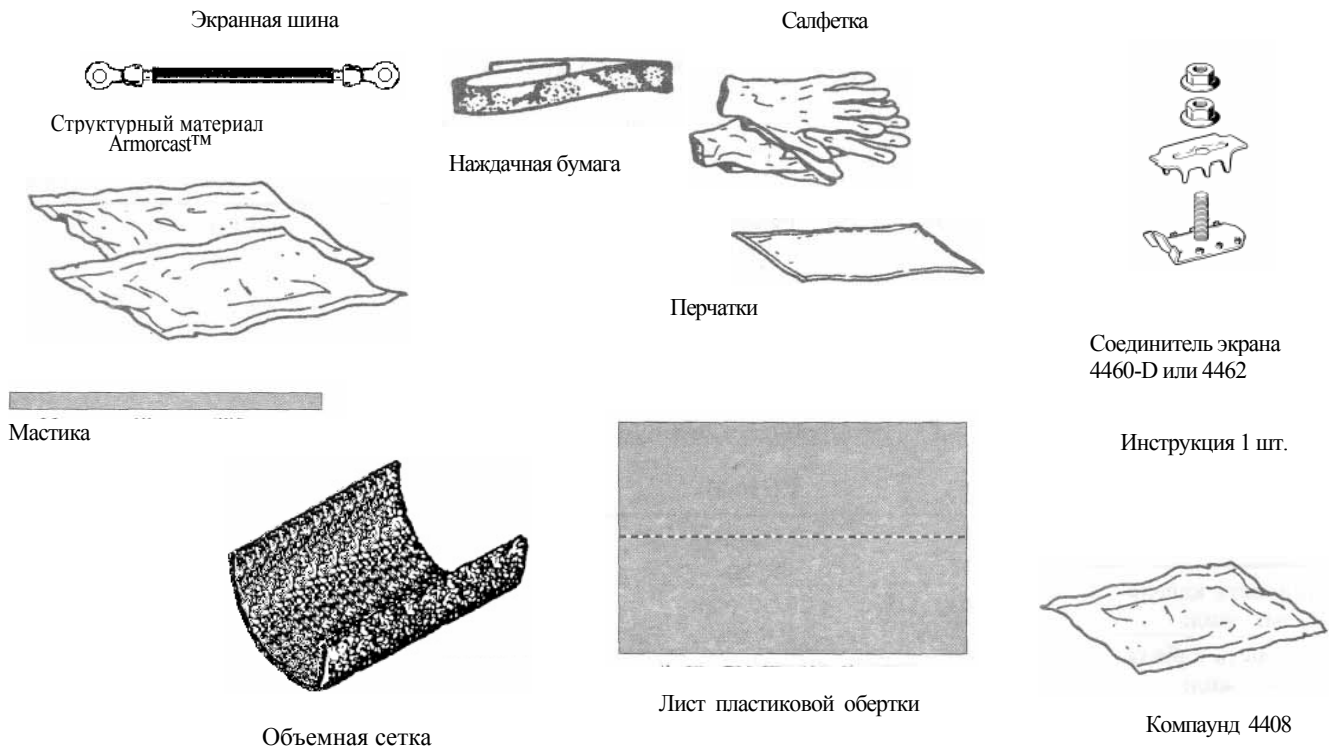 Экранная шина
Салфетка
Структурный материал
Armorcast™
Наждачная бумага
Перчатки
Соединитель экрана
4460-D или 4462
Мастика
Инструкция 1 шт.
Лист пластиковой обертки
Компаунд 4408
Объемная сетка